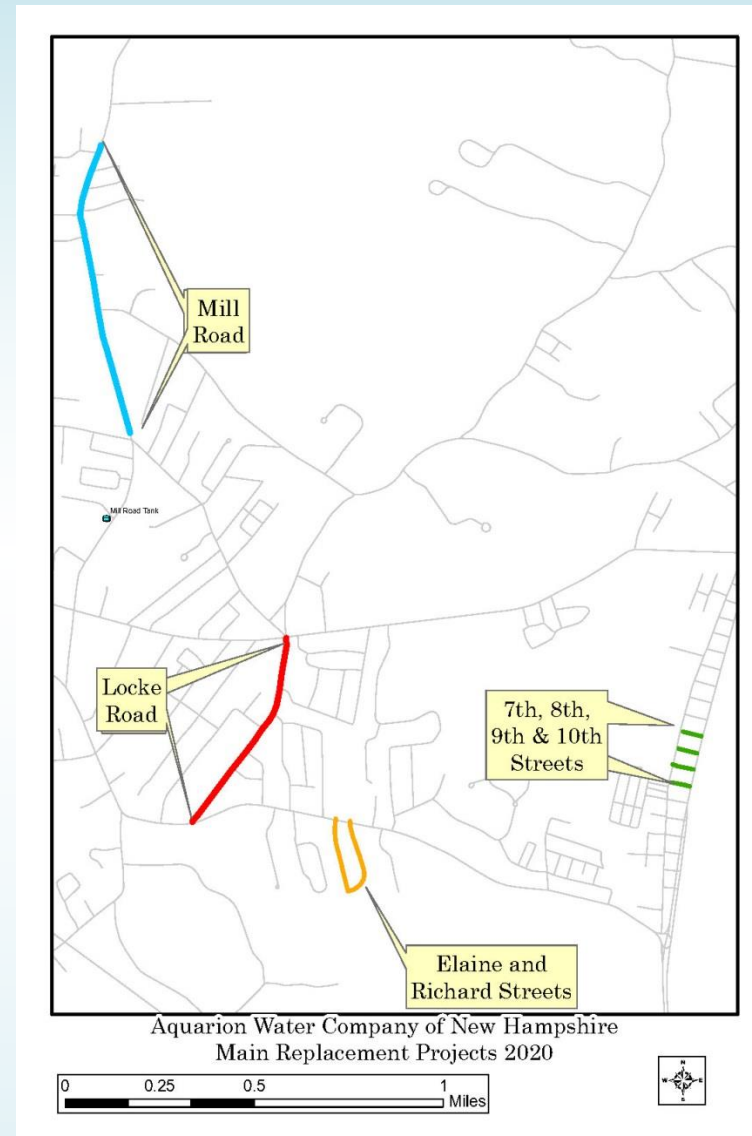 Mill
Road
Mill Road Tank
Locke
Road
7th, 8th,
9th & 10th
Streets
Elaine and
Richard Streets
Aquarion Water Company of New Hampshire
Main Replacement Projects 2020
0 0.25 0.5 1
Miles
N
W E
S